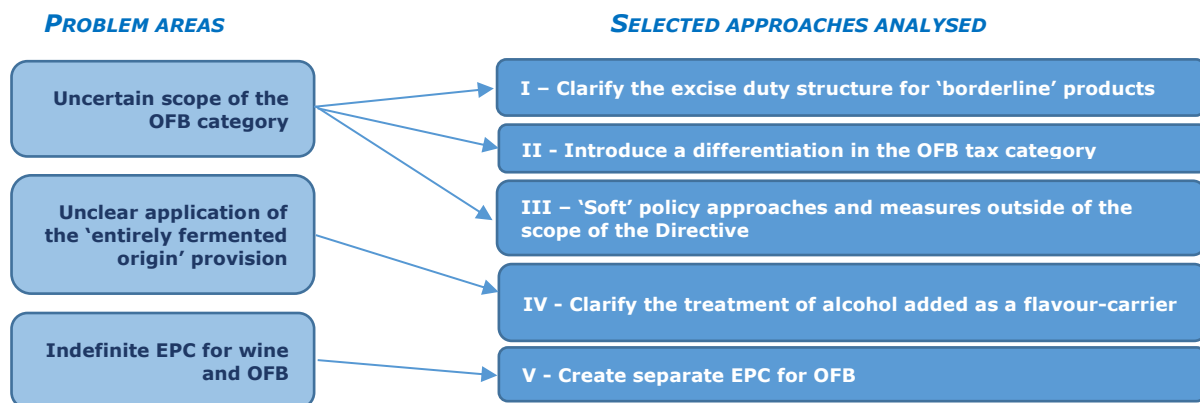 PROBLEM AREAS
SELECTED APPROACHES ANALYSED
Uncertain scope of the
OFB category
Unclear application of
the ‘entirely fermented
origin’ provision
Indefinite EPC for wine
and OFB
I – Clarify the excise duty structure for ‘borderline’ products
II - Introduce a differentiation in the OFB tax category
III – ‘Soft’ policy approaches and measures outside of the
scope of the Directive
IV - Clarify the treatment of alcohol added as a flavour-carrier
V - Create separate EPC for OFB